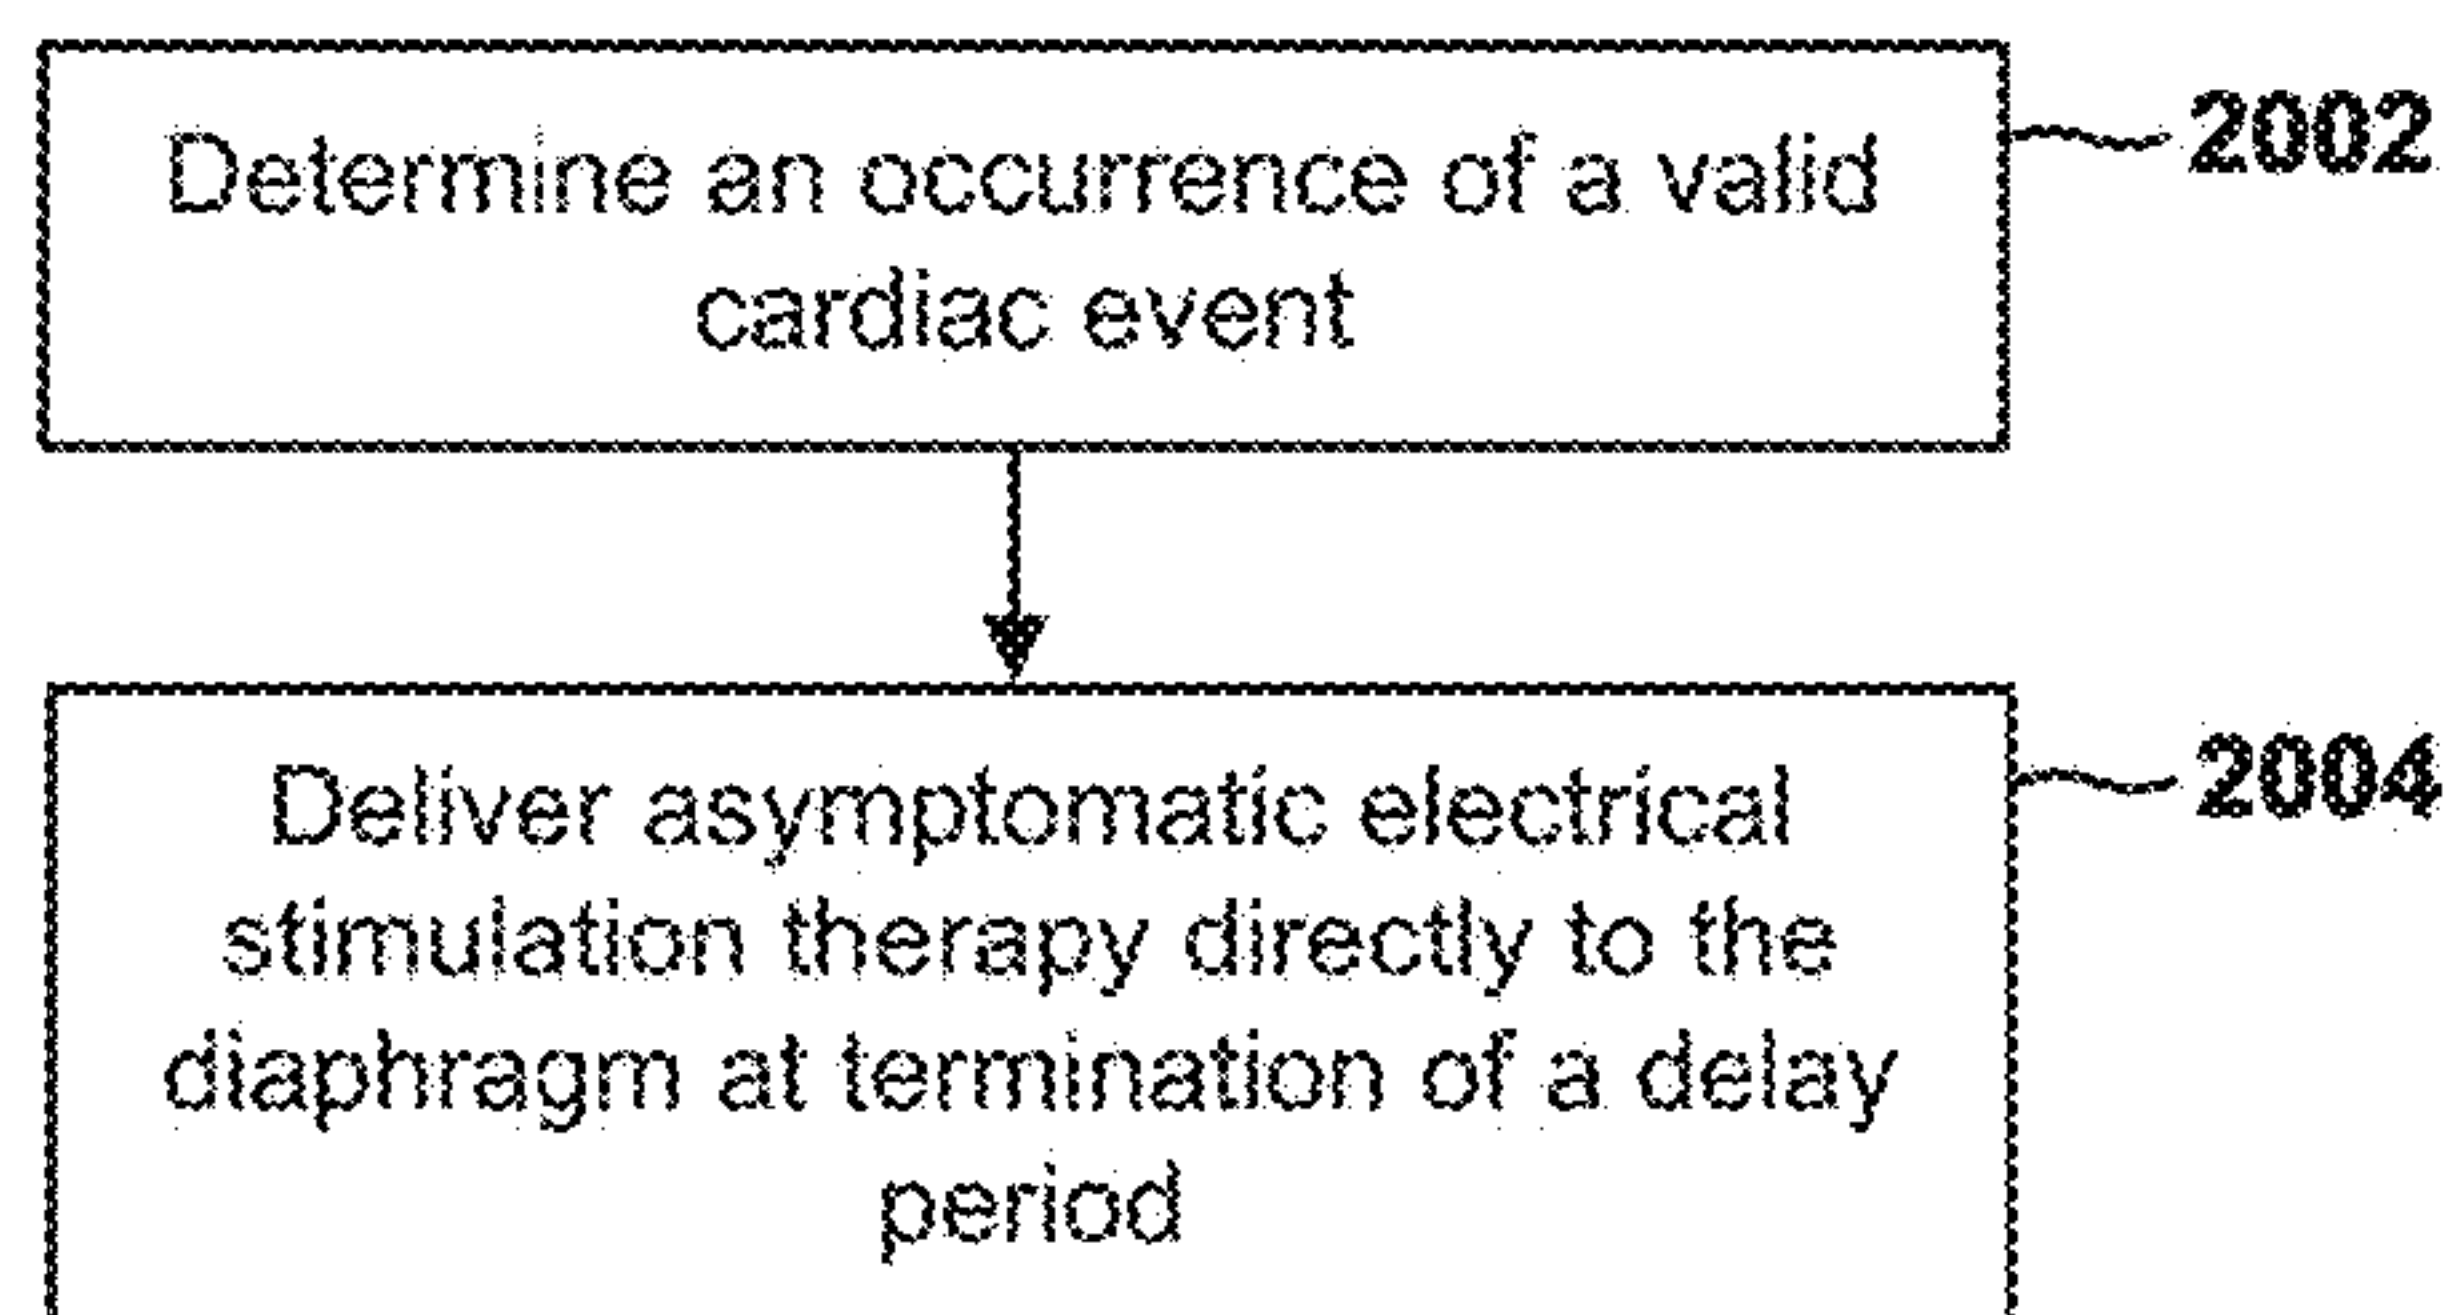 Determine an occurrence of a valid
cardiac event
2002
Deliver asymptomatic electrical
stimulation therapy directly to the
diaphragm at termination of a delay
period
2004